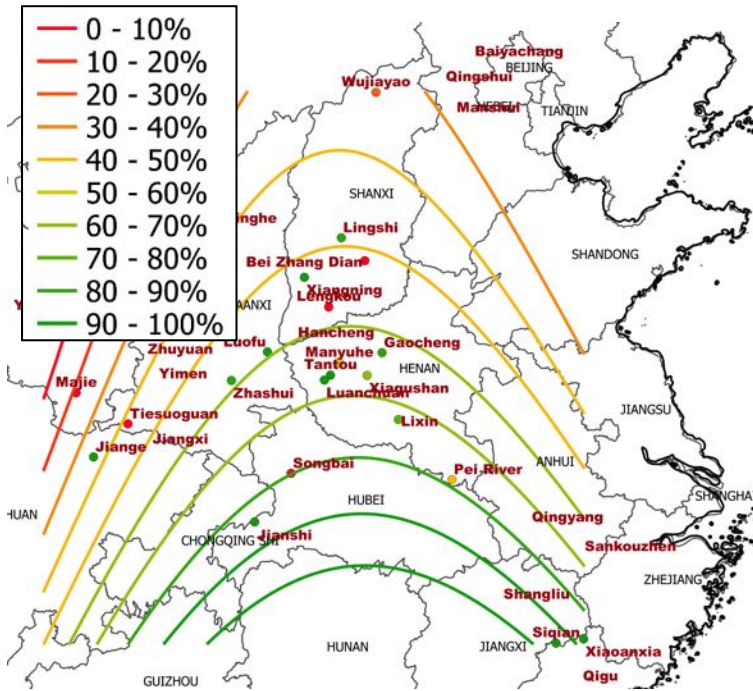 0 - 10%
10 - 20%
20 - 30%
30 - 40%
40 - 50%
50 - 60%
60 - 70%
70 - 80%
80 - 90%
90 - 100%
Baiyachang
BEIJING
Qingshui
Wujiayao
TIANJIN
SHANXI
inghe
Lingshi
SHANDONG
Bei Zhang Dian
Xiangning
Y
Lengkou
AANXI
Hancheng
Luofu
Gaocheng
Zhuyuan
Manyuhe
HENAN
Tantou
Yimen
Majie
Zhashui
Luanchuan
Xiagushan
JIANGSU
Tiesuoguan
Lixin
Jiangxi
Jiange
ANHUI
Songbai
Pei-River
SHANGHA
HUAN
HUBEI
Qingyang
Jianshi
CHONGQING SHI
Sankouzhen
ZHEJIANG
Shangliu
Siqian
HUNAN
JIANGXI
Xiaoanxia
Qigu
GUIZHOU